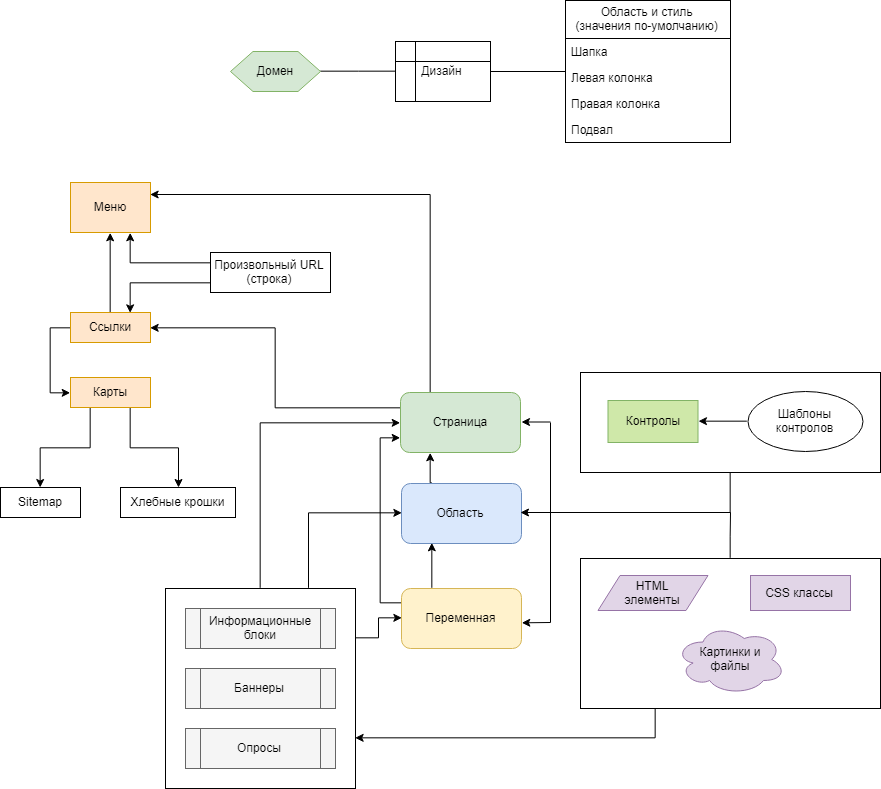 Область и стиль
(значения по-умолчанию)
Шапка
Левая колонка
Правая колонка
Подвал
Домен
Дизайн
Меню
Произвольный URL
(строка)
Ссылки
Карты
Sitemap
Хлебные крошки
Страница
Область
Переменная
Контролы
Шаблоны
контролов
HTML
элементы
CSS классы
Картинки и
файлы
Информационные
блоки
Баннеры
Опросы